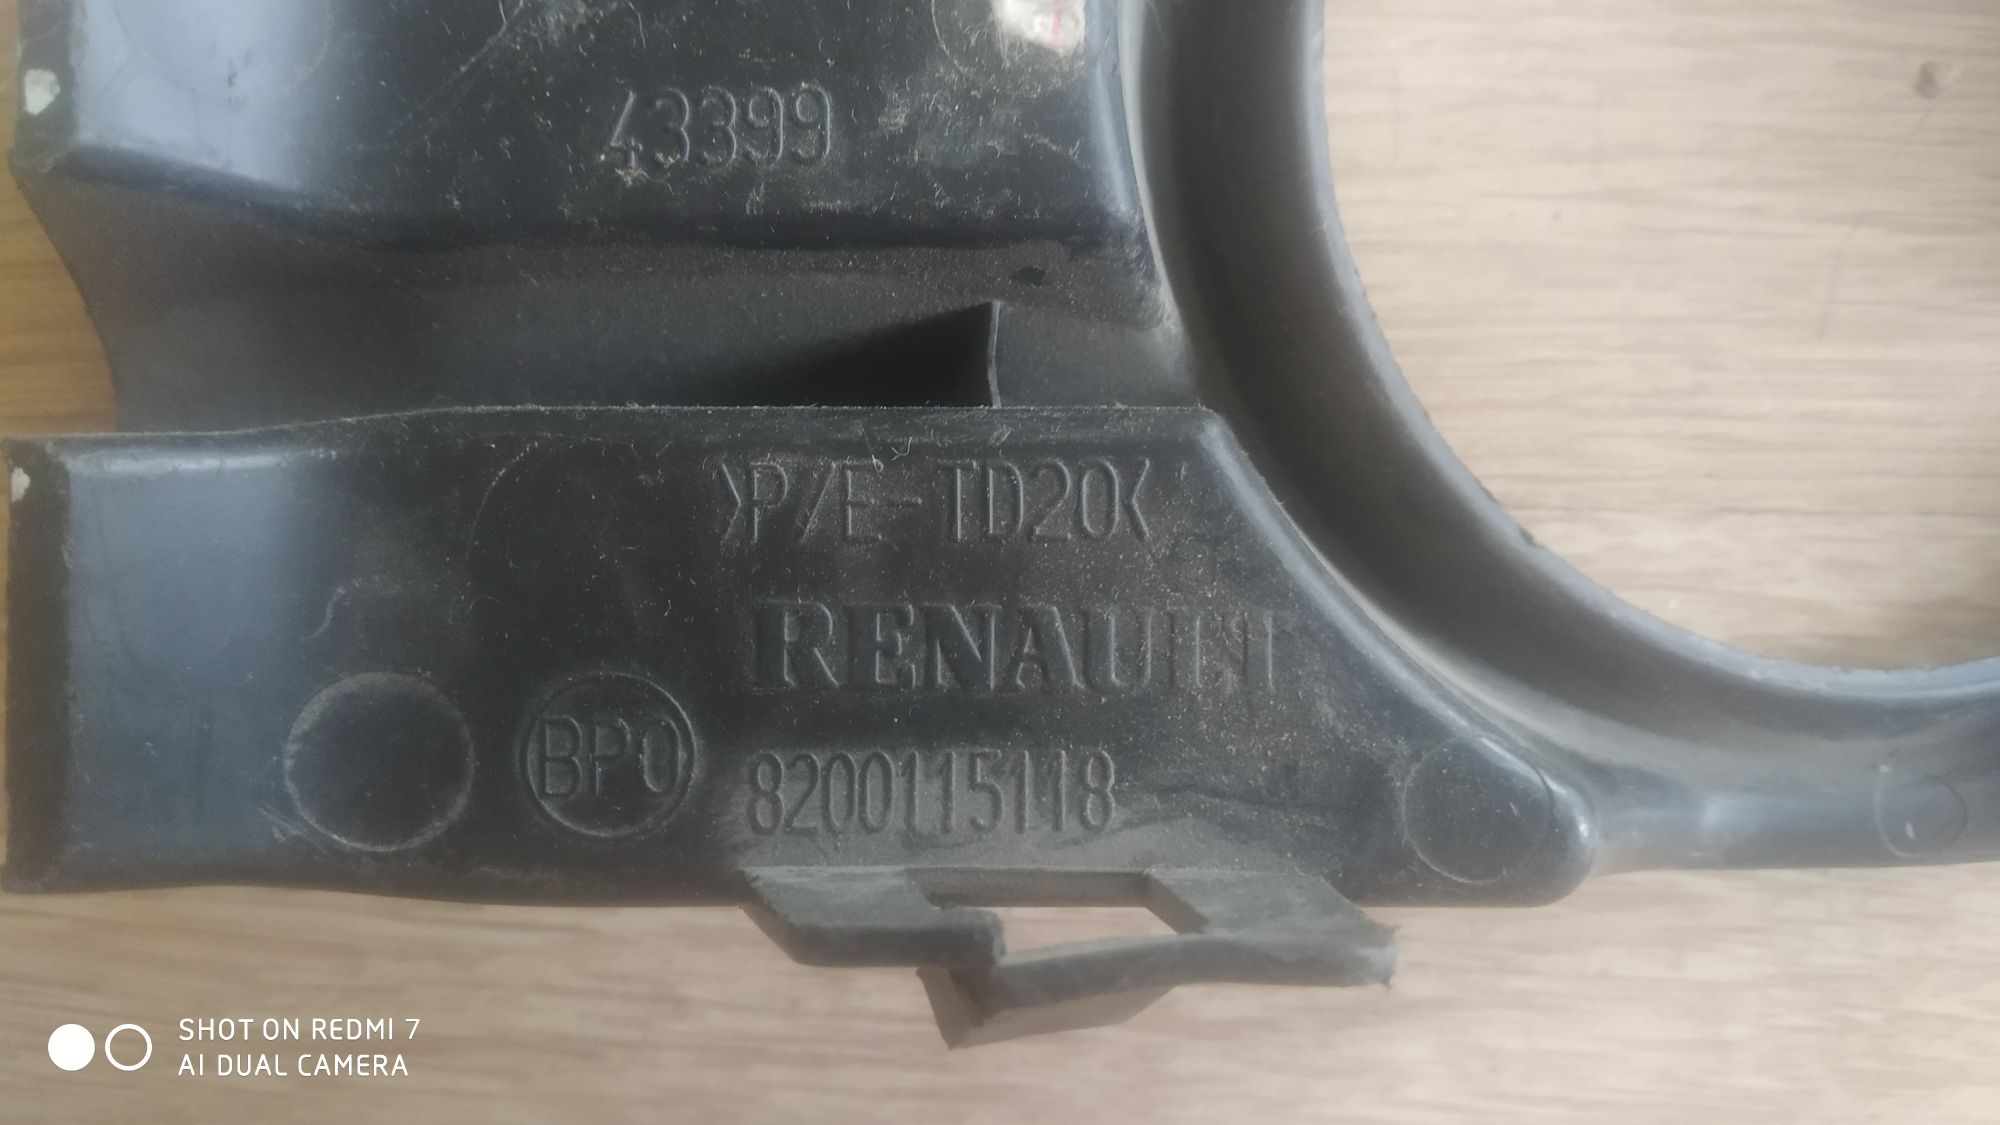 43399
>P/E-TD20<
RENAULT
BPO
8200115118
SHOT ON REDMI 7
AI DUAL CAMERA